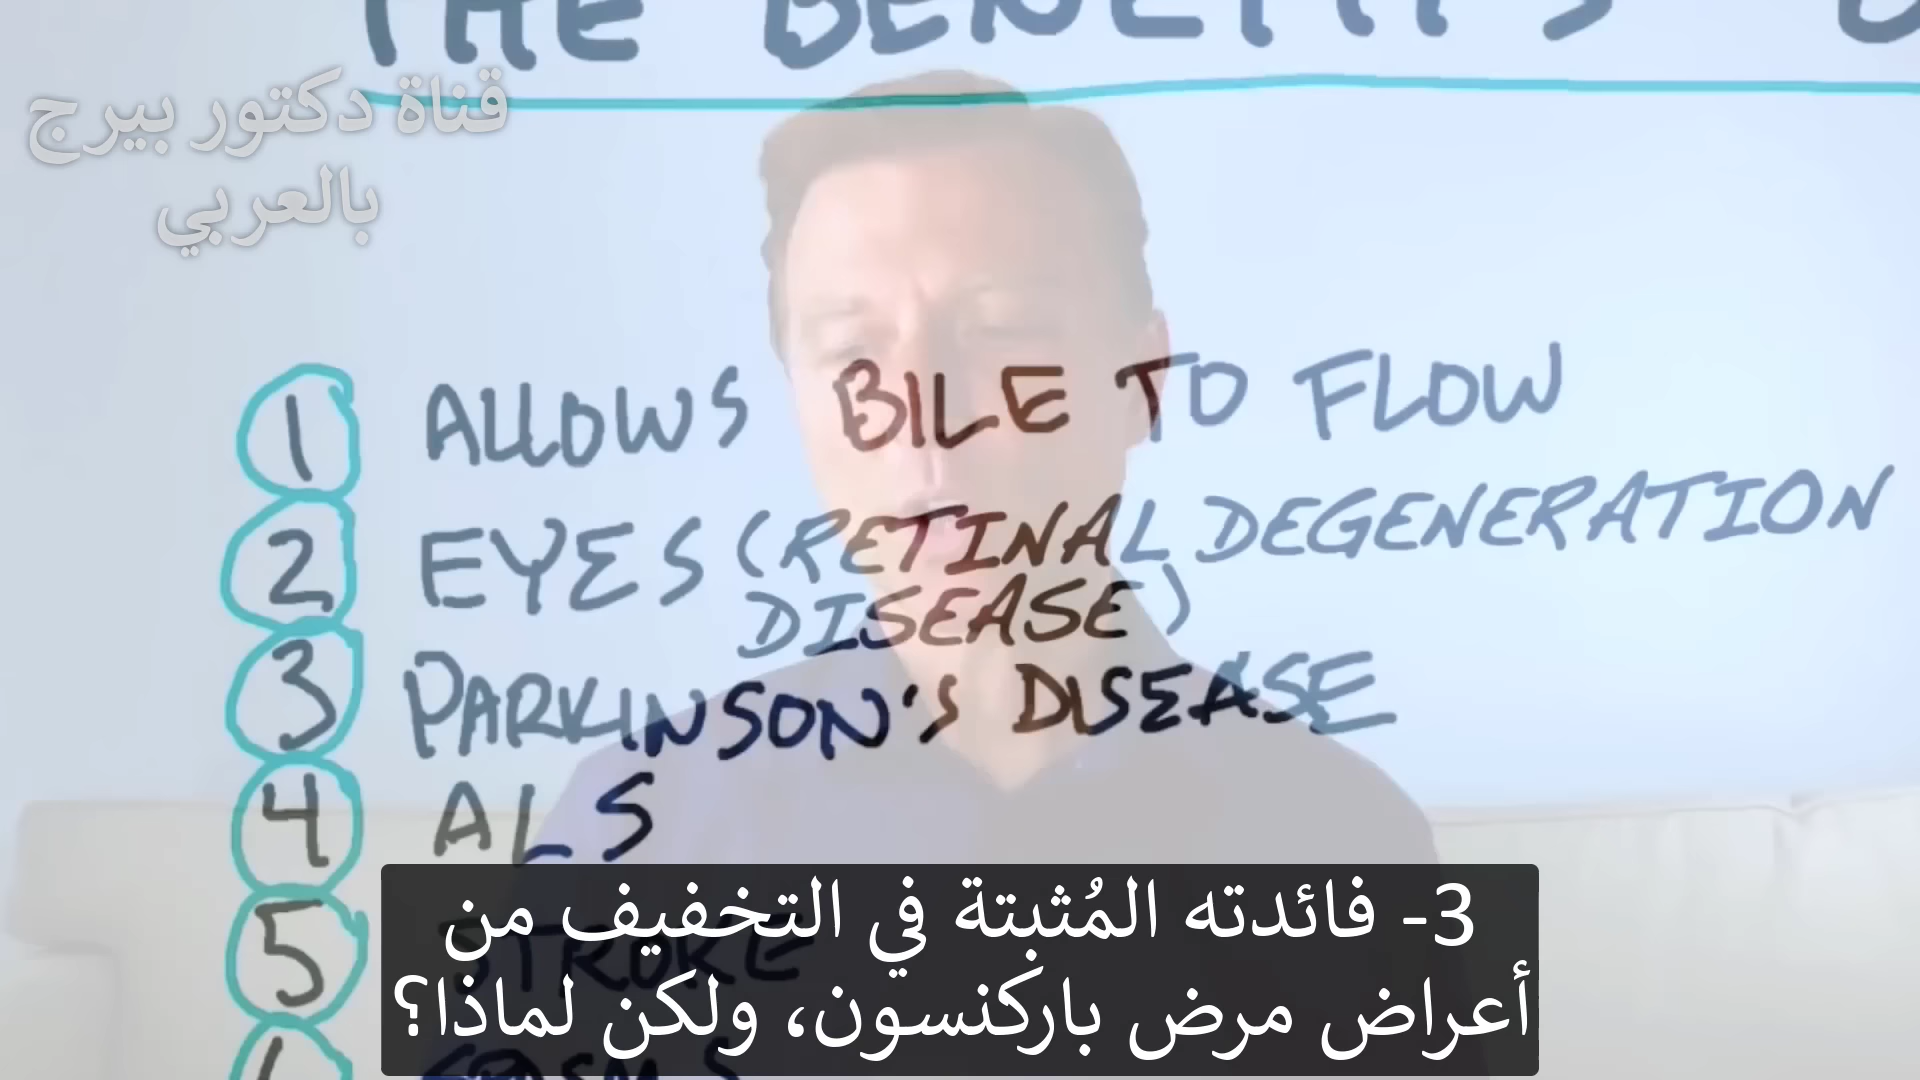 THE BENEFITS
قناة دكتور بيرج
بالعربي
1 ALLOWS BILE TO FLOW
2 EYES (RETINAL DEGENERATION
DISEASE)
3 PARKINSON'S DISEASE
4 ALS
5 STROKE
3- فائدته المُثبتة في التخفيف من
أعراض مرض باركنسون، ولكن لماذا؟